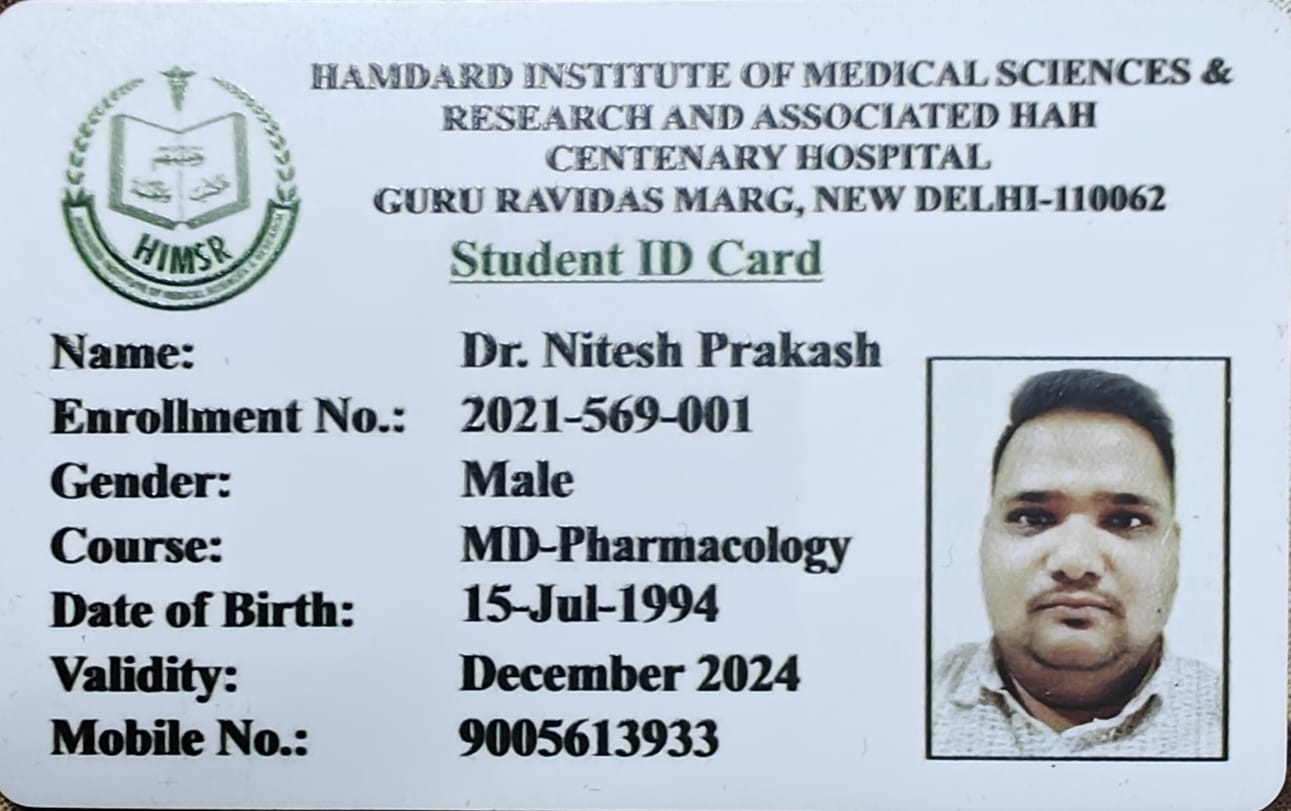 HAMDARD INSTITUTE OF MEDICAL SCIENCES &
RESEARCH AND ASSOCIATED HAH
CENTENARY HOSPITAL
GURU RAVIDAS MARG, NEW DELHI-110062
HIMSR
Student ID Card
Name: Dr. Nitesh Prakash
Enrollment No.: 2021-569-001
Gender: Male
Course: MD-Pharmacology
Date of Birth: 15-Jul-1994
Validity: December 2024
Mobile No.: 9005613933